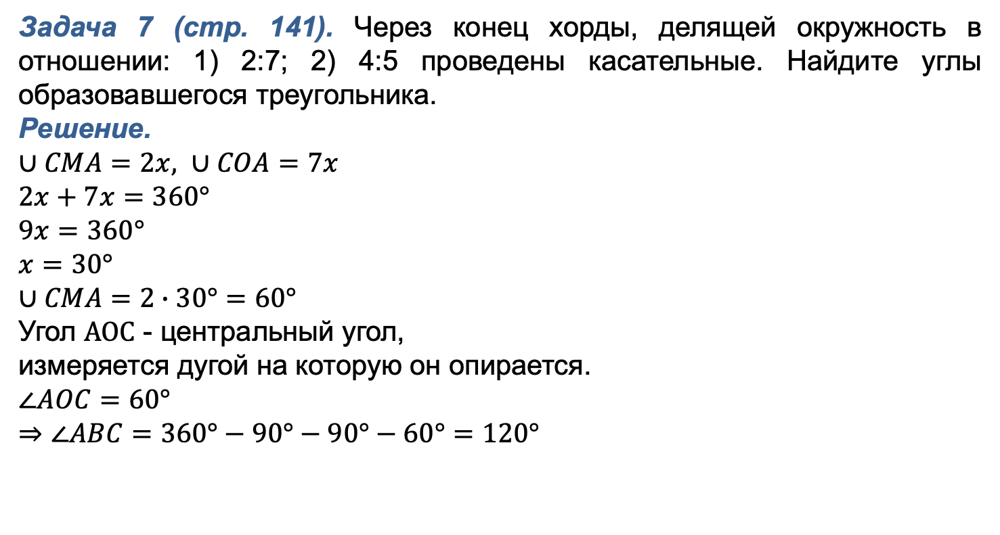 Задача 7 (стр. 141). Через конец хорды, делящей окружность в
отношении: 1) 2:7; 2) 4:5 проведены касательные. Найдите углы
образовавшегося треугольника.
Решение.
∪ CMA = 2x, ∪ COA = 7x
2x + 7x = 360°
9x = 360°
x = 30°
∪ CMA = 2 · 30° = 60°
Угол AOC - центральный угол,
измеряется дугой на которую он опирается.
∠AOC = 60°
⇒ ∠ABC = 360° − 90° − 90° − 60° = 120°